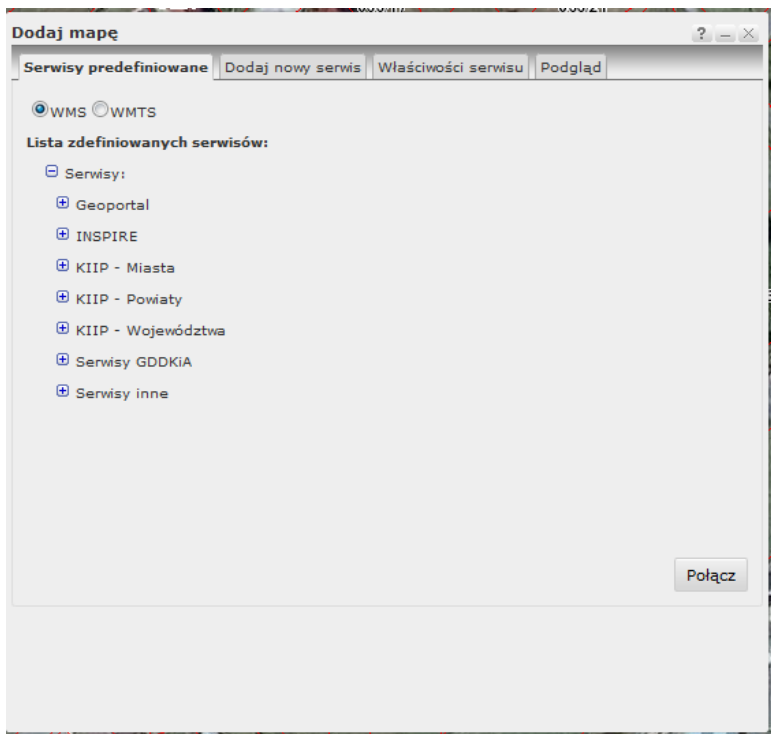 Dodaj mapę
Serwisy predefiniowane Dodaj nowy serwis Właściwości serwisu Podgląd
WMS WMTS
Lista zdefiniowanych serwisów:
Serwisy:
Geoportal
INSPIRE
KIIP - Miasta
KIIP - Powiaty
KIIP - Województwa
Serwisy GDDKiA
Serwisy inne
Połącz